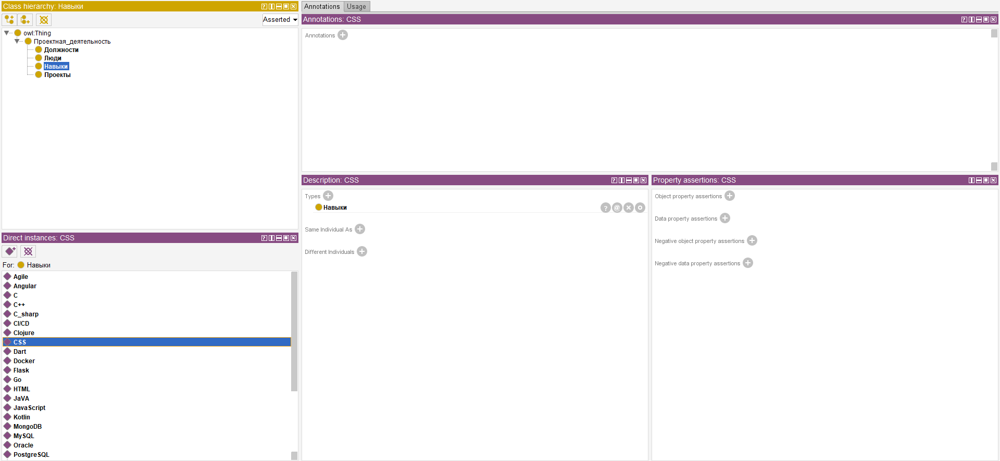 Class hierarchy: Навыки
Asserted
owl:Thing
Проектная_деятельность
Должности
Люди
Навыки
Проекты
Direct instances: CSS
For: Навыки
Agile
Angular
C
C++
C_sharp
CI/CD
Clojure
CSS
Dart
Docker
Flask
Go
HTML
JaVA
JavaScript
Kotlin
MongoDB
MySQL
Oracle
PostgreSQL
Annotations Usage
Annotations: CSS
Annotations
Description: CSS
Types
Навыки
Same Individual As
Different Individuals
Property assertions: CSS
Object property assertions
Data property assertions
Negative object property assertions
Negative data property assertions